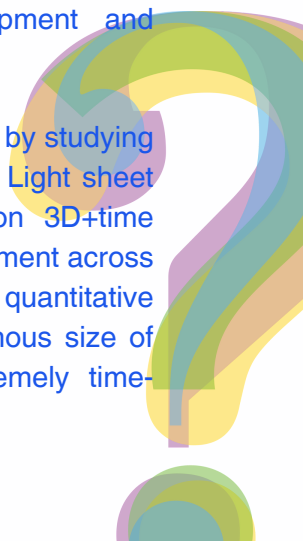 pment and
by studying
Light sheet
on 3D+time
ment across
quantitative
nous size of
emely time-